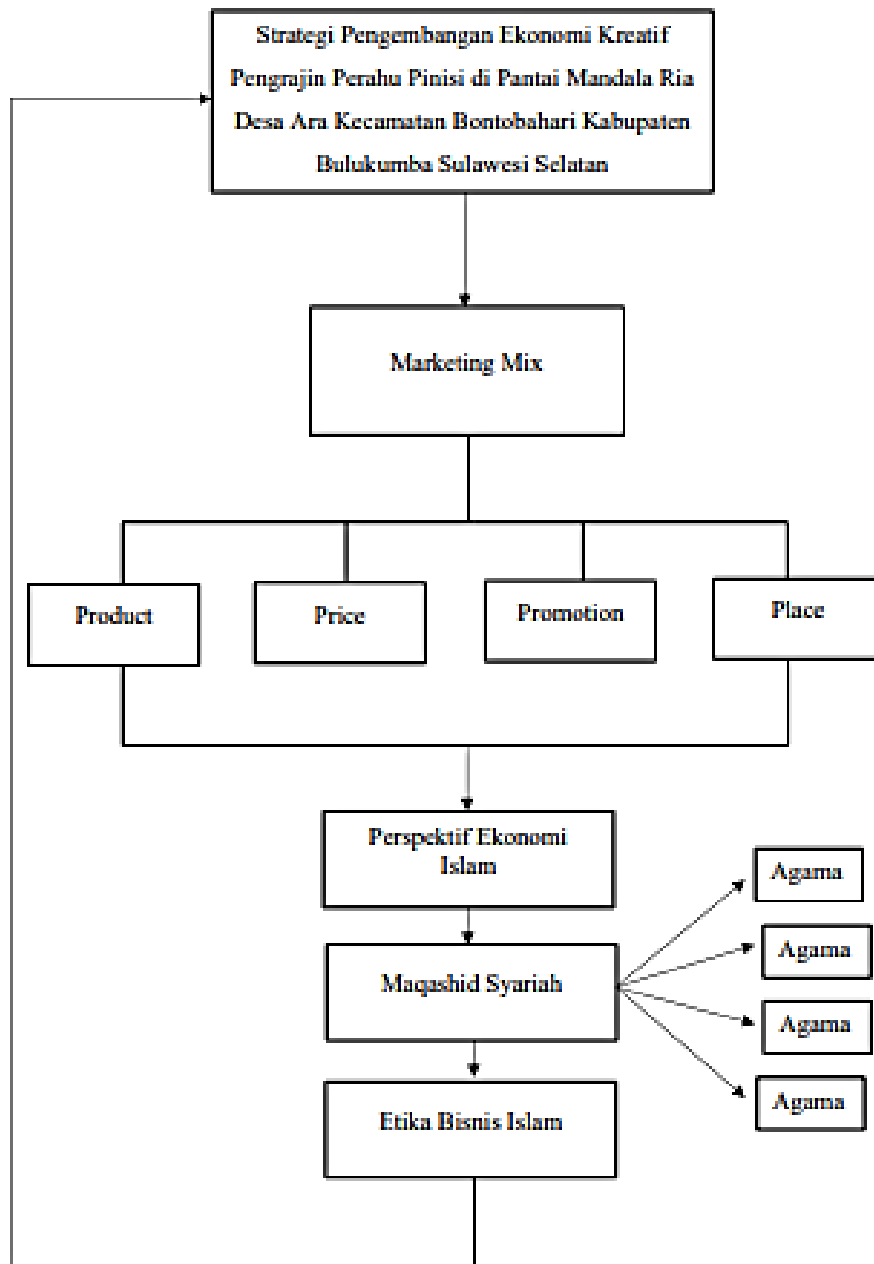 Strategi Pengembangan Ekonomi Kreatif
Pengrajin Perahu Pinisi di Pantai Mandala Ria
Desa Ara Kecamatan Bontobahari Kabupaten
Bulukumba Sulawesi Selatan
Marketing Mix
Product
Price
Promotion
Place
Perspektif Ekonomi
Islam
Maqashid Syariah
Agama
Agama
Agama
Agama
Etika Bisnis Islam